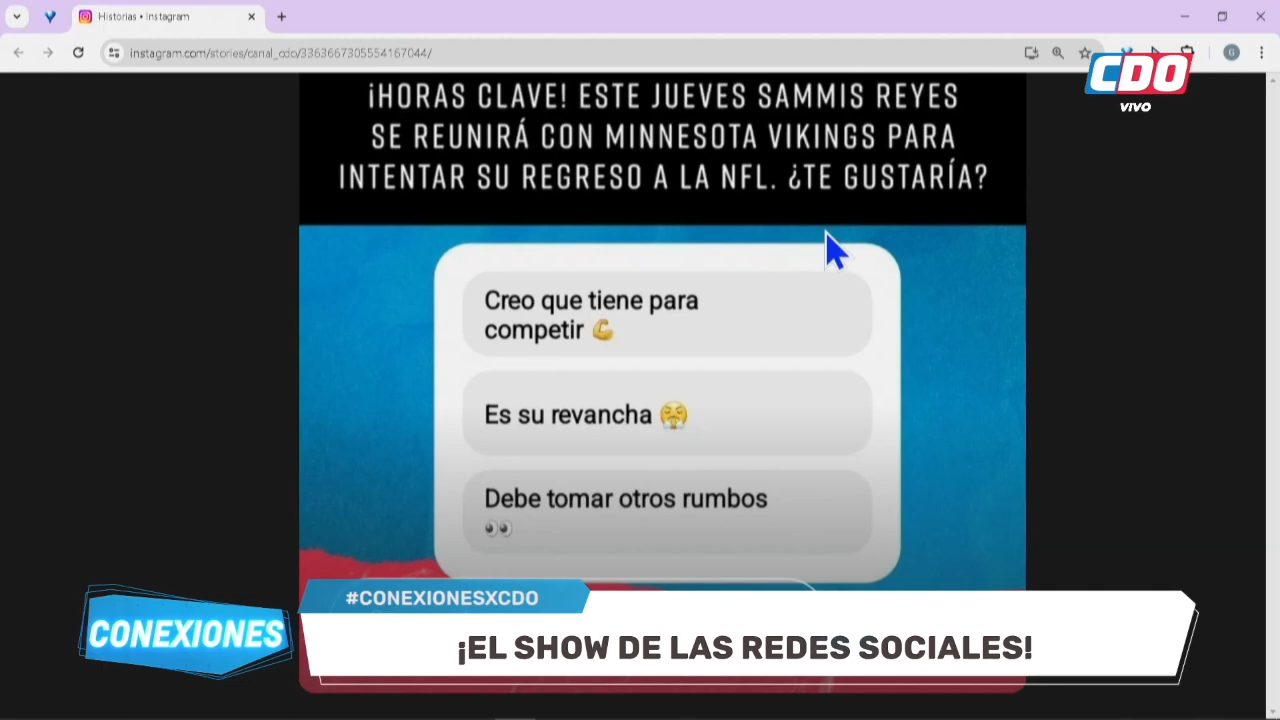 Historias • Instagram
instagram.com/stories/canal_cdo/3363667305554167044/
G
CDO
VIVO
¡HORAS CLAVE! ESTE JUEVES SAMMIS REYES
SE REUNIRÁ CON MINNESOTA VIKINGS PARA
INTENTAR SU REGRESO A LA NFL. ¿TE GUSTARÍA?
Creo que tiene para
competir 💪
Es su revancha 😤
Debe tomar otros rumbos
👀
#CONEXIONESXCDO
CONEXIONES
¡EL SHOW DE LAS REDES SOCIALES!